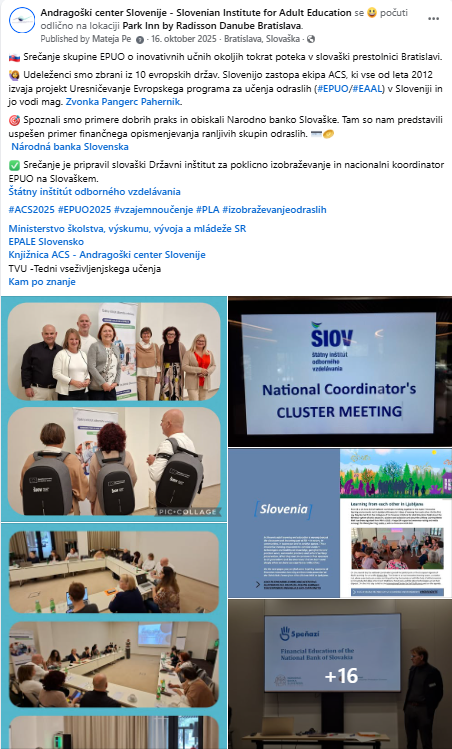 Andragoški center Slovenije - Slovenian Institute for Adult Education se 😃 počuti
odlično na lokaciji Park Inn by Radisson Danube Bratislava.
Published by Mateja Pe · 16. oktober 2025 · Bratislava, Slovaška ·
🇸🇰 Srečanje skupine EPUO o inovativnih učnih okoljih tokrat poteka v slovaški prestolnici Bratislavi.
🙋 Udeleženci smo zbrani iz 10 evropskih držav. Slovenijo zastopa ekipa ACS, ki vse od leta 2012
izvaja projekt Uresničevanje Evropskega programa za učenja odraslih (#EPUO/#EAAL) v Sloveniji in
jo vodi mag. Zvonka Pangerc Pahernik.
🎯 Spoznali smo primere dobrih praks in obiskali Narodno banko Slovaške. Tam so nam predstavili
uspešen primer finančnega opismenjevanja ranljivih skupin odraslih. 💳🪙
Národná banka Slovenska
✅ Srečanje je pripravil slovaški Državni inštitut za poklicno izobraževanje in nacionalni koordinator
EPUO na Slovaškem.
Štátny inštitút odborného vzdelávania
#ACS2025 #EPUO2025 #vzajemnoučenje #PLA #izobraževanjeodraslih
Ministerstvo školstva, výskumu, vývoja a mládeže SR
EPALE Slovensko
Knjižnica ACS - Andragoški center Slovenije
TVU -Tedni vseživljenjskega učenja
Kam po znanje
ŠIOV
Štátny inštitút
odborného
vzdelávania
National Coordinator's
CLUSTER MEETING
ŠIOV
ŠIOV
PIC•COLLAGE
[Slovenia]
Learning from each other in Ljubljana
5peňazí
Financial Education of
the National Bank of Slovakia
+16